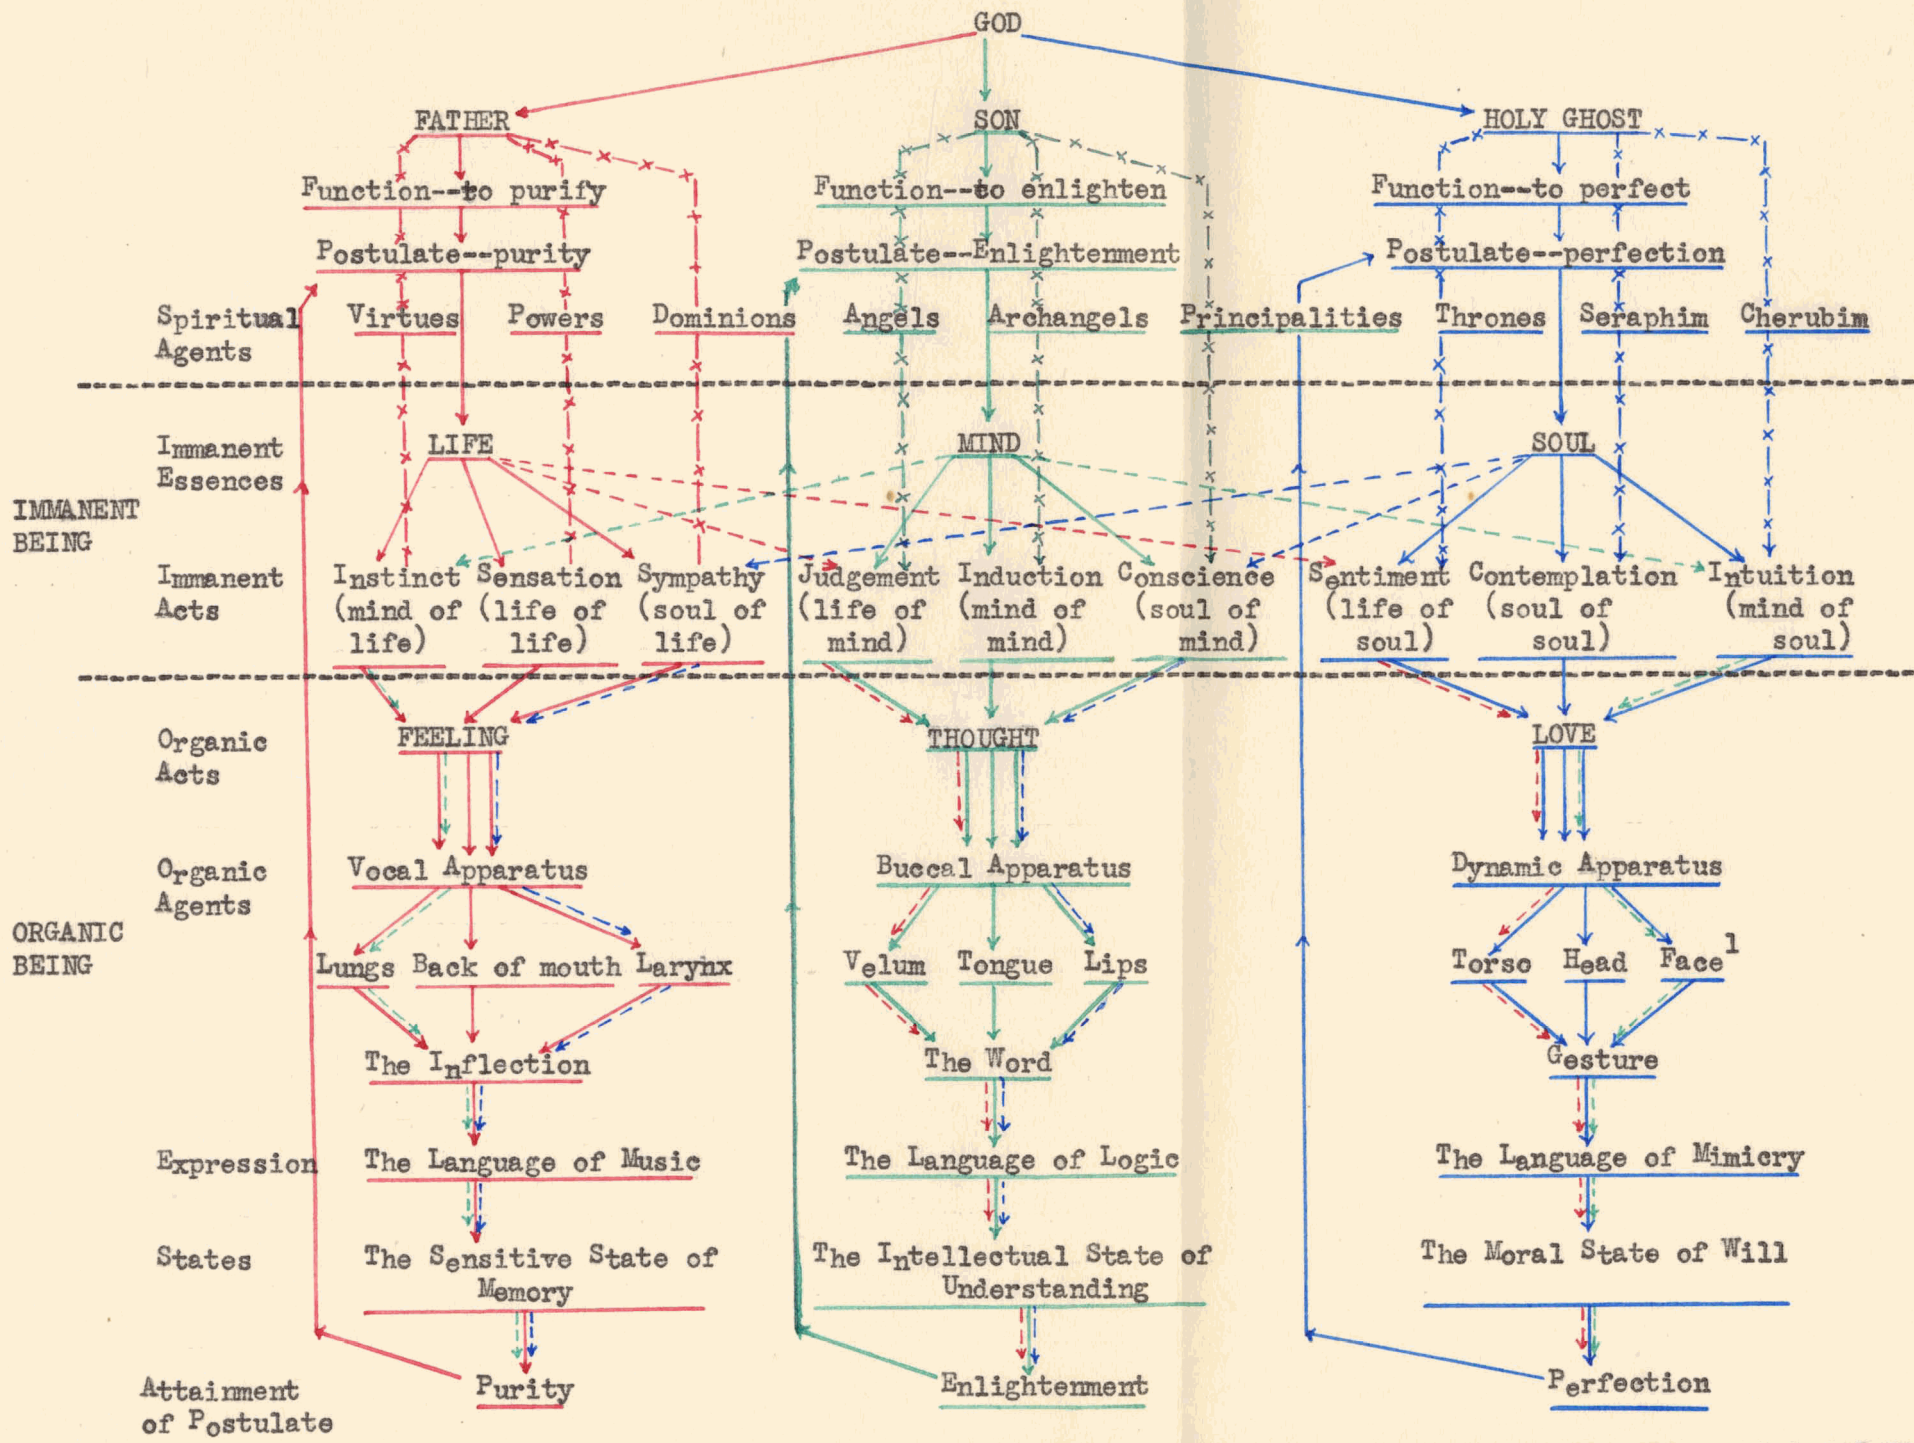 GOD
FATHER SON HOLY GHOST
Function--to purify Function--to enlighten Function--to perfect
Postulate--purity Postulate--Enlightenment Postulate--perfection
Spiritual Virtues Powers Dominions Angels Archangels Principalities Thrones Seraphim Cherubim
Agents
Immanent LIFE MIND SOUL
Essences
IMMANENT
BEING
Immanent Instinct Sensation Sympathy Judgement Induction Conscience Sentiment Contemplation Intuition
Acts (mind of (life of (soul of (life of (mind of (soul of (life of (soul of (mind of
life) life) life) mind) mind) mind) soul) soul) soul)
Organic FEELING THOUGHT LOVE
Acts
Organic Vocal Apparatus Buccal Apparatus Dynamic Apparatus
Agents
ORGANIC
BEING
Lungs Back of mouth Larynx Velum Tongue Lips Torso Head Face1
The Inflection The Word Gesture
Expression The Language of Music The Language of Logic The Language of Mimicry
States The Sensitive State of The Intellectual State of The Moral State of Will
Memory Understanding
Attainment Purity Enlightenment Perfection
of Postulate